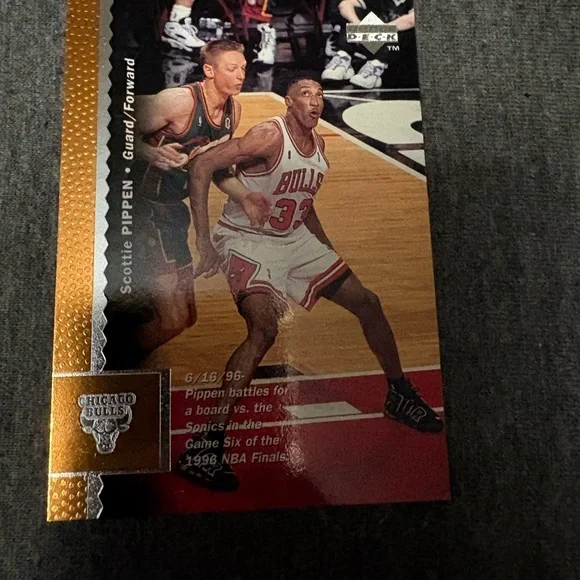 UPPER DECK
TM
Scottie PIPPEN • Guard/Forward
BULLS
33
CHICAGO
BULLS
6/16/96-
Pippen battles for
a board vs. the
Sonics in the
Game Six of the
1996 NBA Finals.